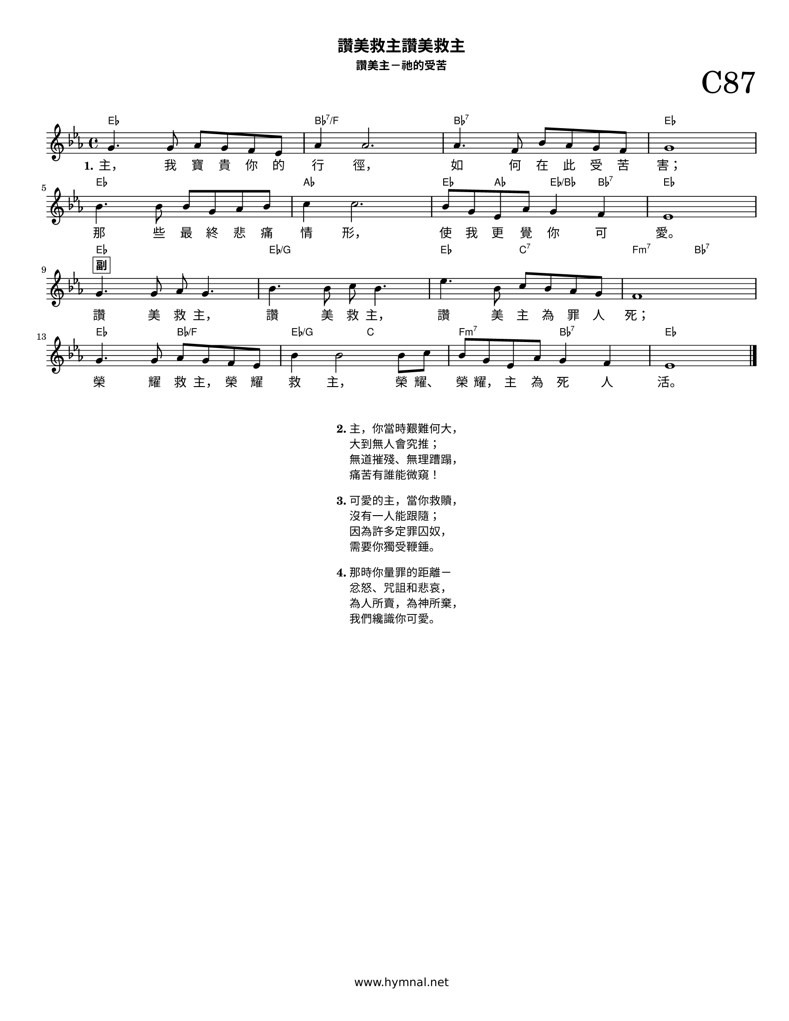 讚美救主讚美救主
讚美主－祂的受苦
C87
E♭ B♭7/F B♭7 E♭
1. 主， 我 寶 貴 你 的 行 徑， 如 何 在 此 受 苦 害；
5 E♭ A♭ E♭ A♭ E♭/B♭ B♭7 E♭
那 些 最 終 悲 痛 情 形， 使 我 更 覺 你 可 愛。
E♭ E♭/G E♭ C7 Fm7 B♭7
9 副
讚 美 救 主， 讚 美 救 主， 讚 美 主 為 罪 人 死；
13 E♭ B♭/F E♭/G C Fm7 B♭7 E♭
榮 耀 救 主， 榮 耀 救 主， 榮 耀、 榮 耀， 主 為 死 人 活。
2. 主，你當時艱難何大，
大到無人會究推；
無道摧殘、無理蹧蹋，
痛苦有誰能微窺！
3. 可愛的主，當你救贖，
沒有一人能跟隨；
因為許多定罪囚奴，
需要你獨受鞭錘。
4. 那時你量罪的距離－
忿怒、咒詛和悲哀，
為人所賣，為神所棄，
我們纔識你可愛。
www.hymnal.net